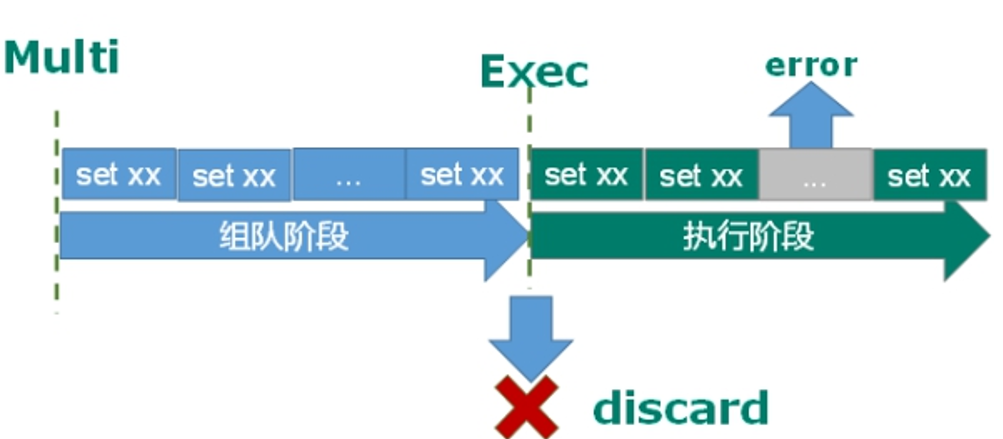 Multi
Exec
error
set xx
set xx
...
set xx
set xx
set xx
...
set xx
组队阶段
执行阶段
discard